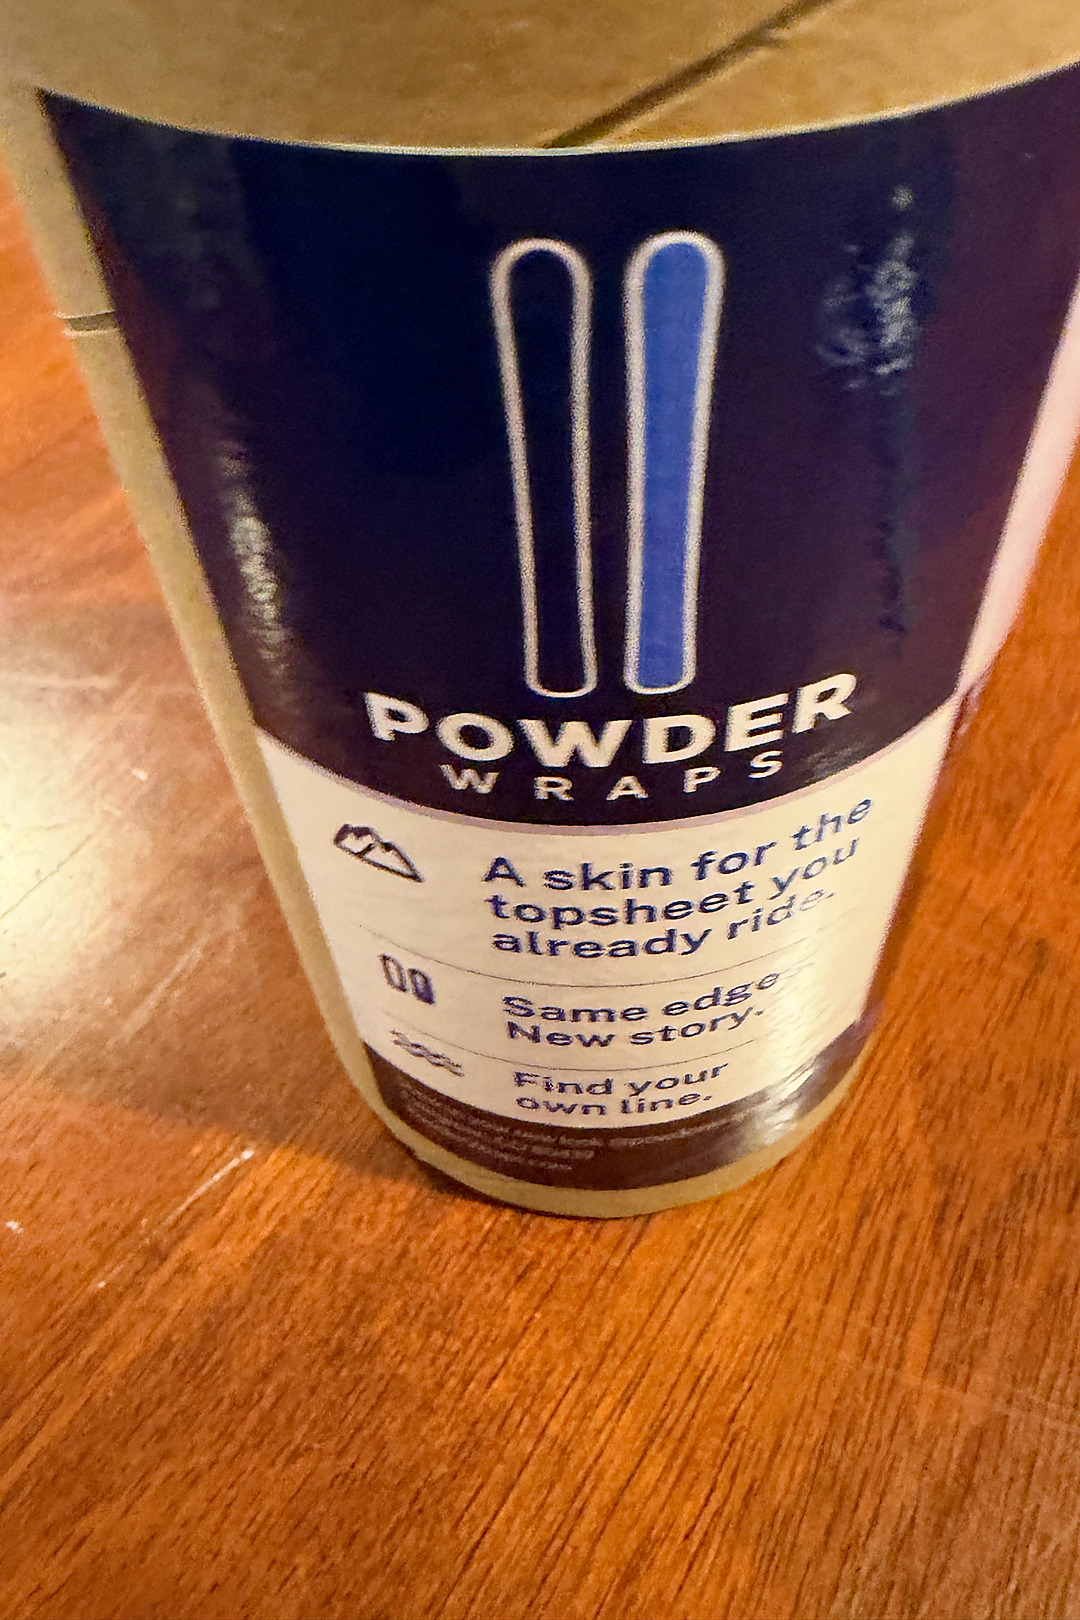 POWDER
WRAPS
A skin for the
topsheet you
already ride.
Same edge
New story.
Find your
own line.